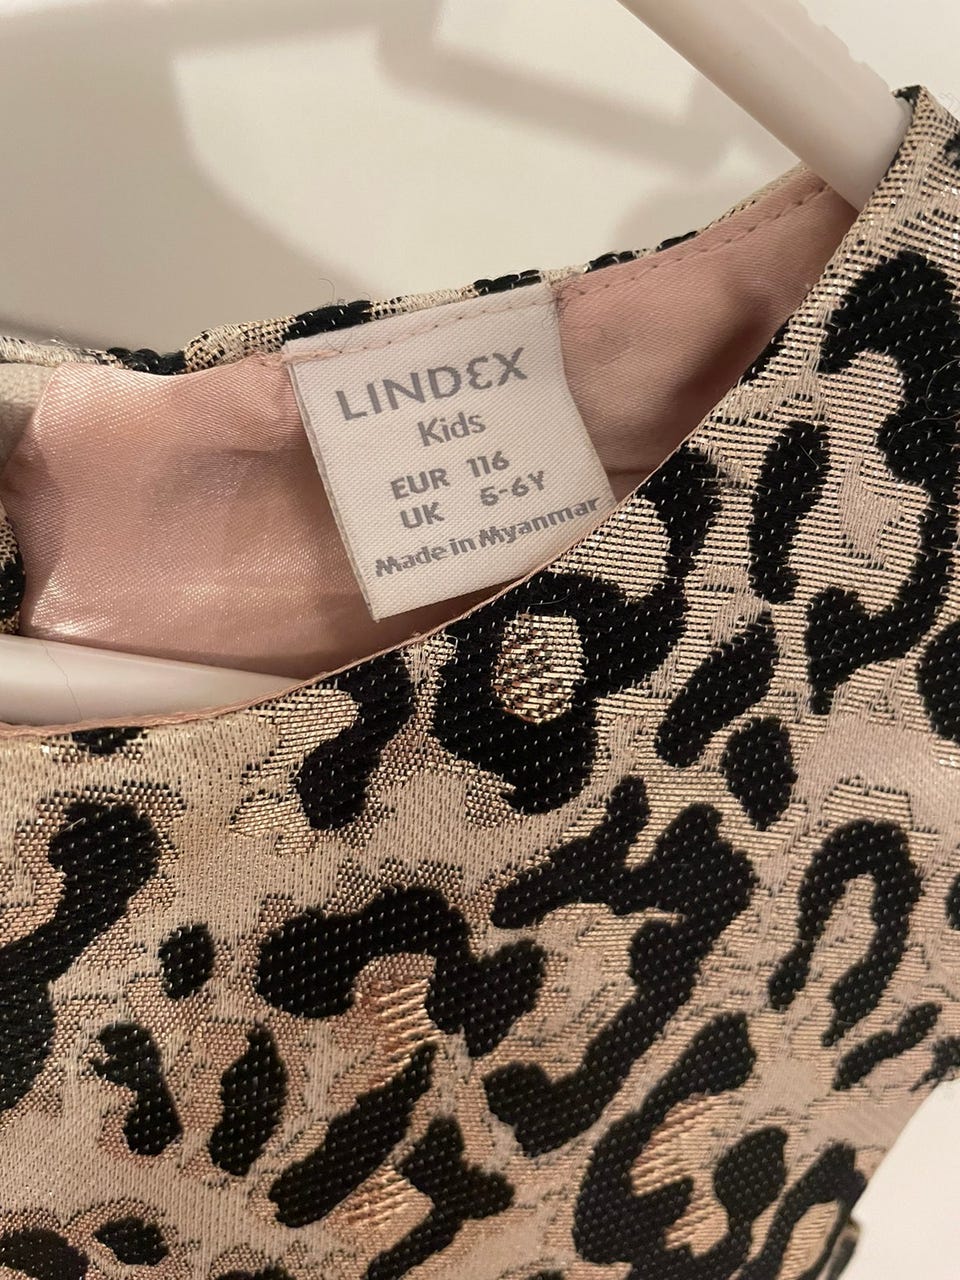 LINDEX
Kids
EUR 116
UK 5-6Y
Made in Myanmar